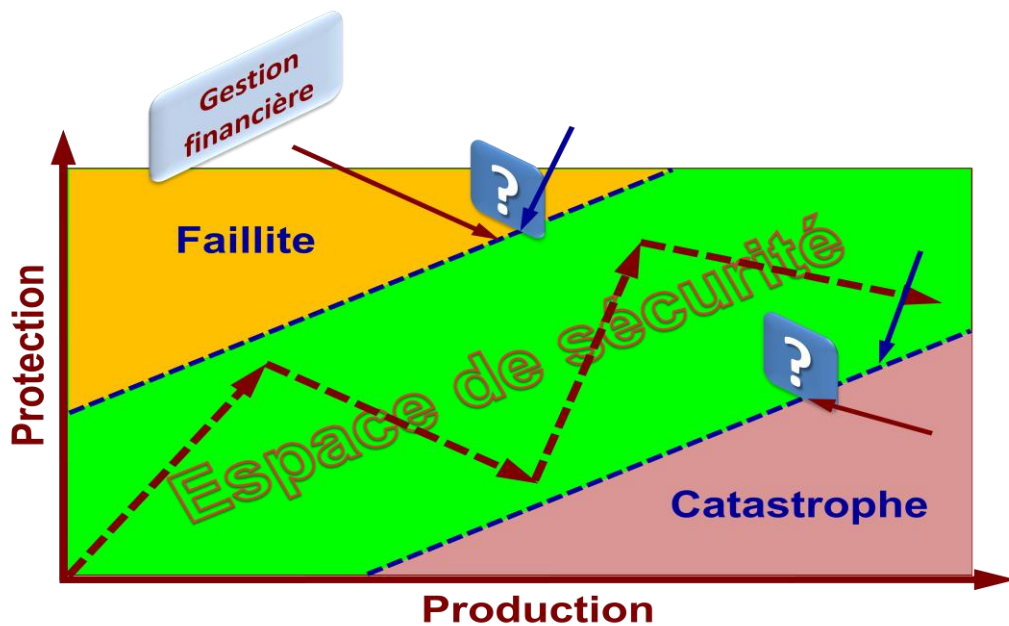 Gestion
financière
?
Faillite
Espace de sécurité
?
Catastrophe
Protection
Production